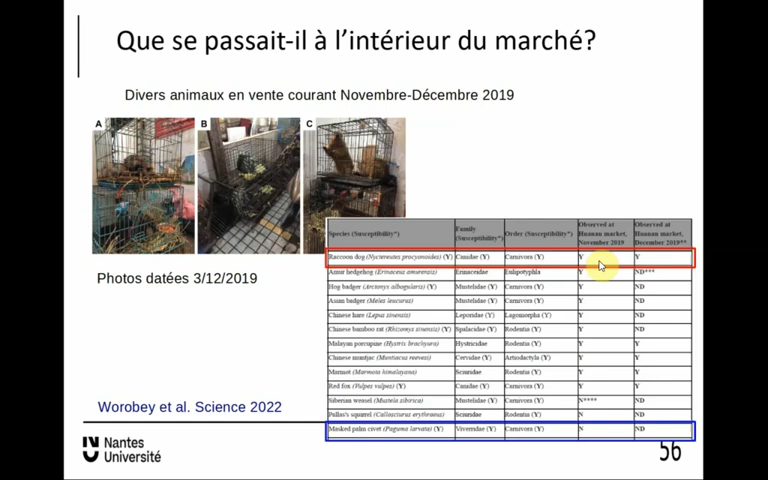 Que se passait-il à l'intérieur du marché?
Divers animaux en vente courant Novembre-Décembre 2019
A B C
Photos datées 3/12/2019
Species (Susceptibility*) Family (Susceptibility*) Order (Susceptibility*) Observed at Huanan market, November 2019 Observed at Huanan market, December 2019**
Raccoon dog (Nyctereutes procyonoides) (Y) Canidae (Y) Carnivora (Y) Y Y
Amur hedgehog (Erinaceus amurensis) Erinaceidae Eulipotyphla Y ND***
Hog badger (Arctonyx albogularis) (Y) Mustelidae (Y) Carnivora (Y) Y ND
Asian badger (Meles leucurus) Mustelidae (Y) Carnivora (Y) Y ND
Chinese hare (Lepus sinensis) Leporidae (Y) Lagomorpha (Y) Y ND
Chinese bamboo rat (Rhizomys sinensis) (Y) Spalacidae (Y) Rodentia (Y) Y ND
Malayan porcupine (Hystrix brachyura) Hystricidae Rodentia (Y) Y Y
Chinese muntjac (Muntiacus reevesi) Cervidae (Y) Artiodactyla (Y) Y Y
Marmot (Marmota himalayana) Sciuridae Rodentia (Y) Y Y
Red fox (Vulpes vulpes) (Y) Canidae (Y) Carnivora (Y) Y Y
Siberian weasel (Mustela sibirica) Mustelidae (Y) Carnivora (Y) N**** ND
Pallas's squirrel (Callosciurus erythraeus) Sciuridae Rodentia (Y) N ND
Masked palm civet (Paguma larvata) (Y) Viverridae (Y) Carnivora (Y) N ND
Worobey et al. Science 2022
Nantes
Université
56